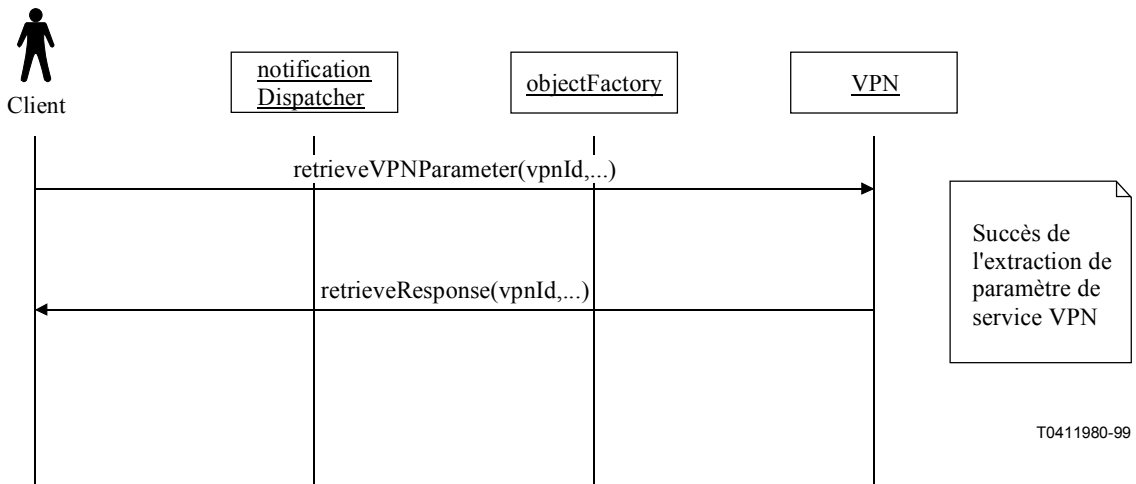 Client
notification
Dispatcher
objectFactory
VPN
retrieveVPNParameter(vpnId,...)
retrieveResponse(vpnId,...)
Succès de
l'extraction de
paramètre de
service VPN
T0411980-99